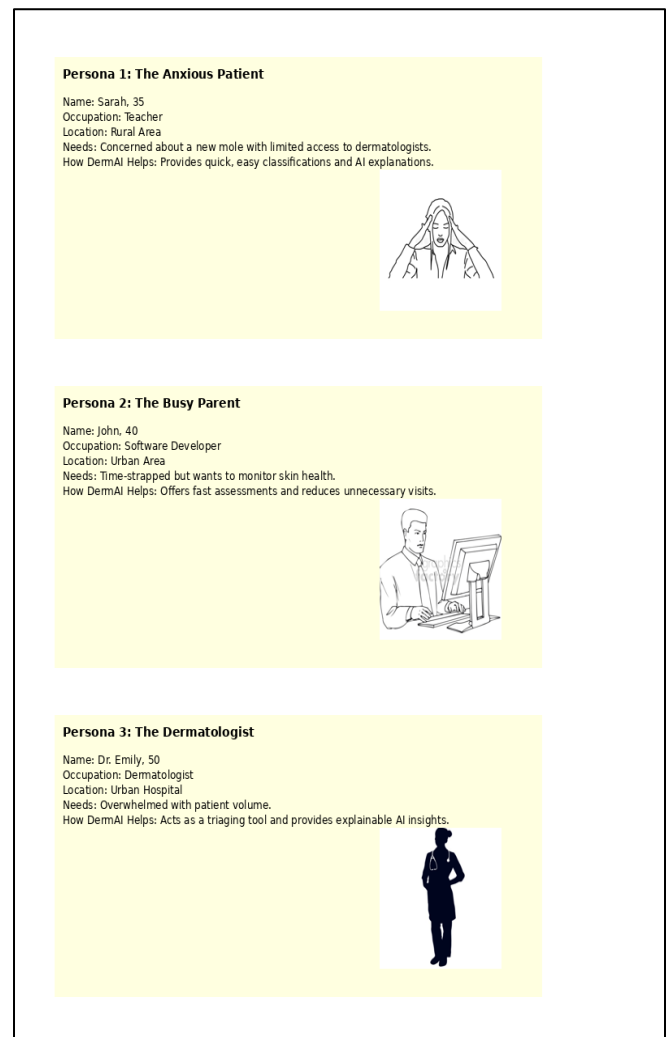 Persona 1: The Anxious Patient
Name: Sarah, 35
Occupation: Teacher
Location: Rural Area
Needs: Concerned about a new mole with limited access to dermatologists.
How DermAI Helps: Provides quick, easy classifications and AI explanations.
Persona 2: The Busy Parent
Name: John, 40
Occupation: Software Developer
Location: Urban Area
Needs: Time-strapped but wants to monitor skin health.
How DermAI Helps: Offers fast assessments and reduces unnecessary visits.
Persona 3: The Dermatologist
Name: Dr. Emily, 50
Occupation: Dermatologist
Location: Urban Hospital
Needs: Overwhelmed with patient volume.
How DermAI Helps: Acts as a triaging tool and provides explainable AI insights.